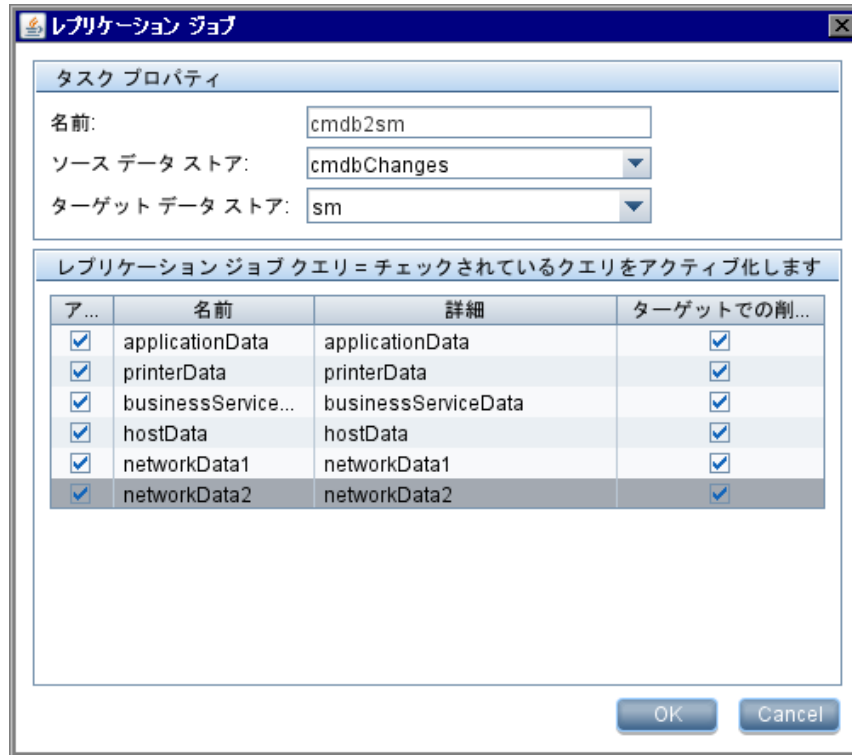 レプリケーション ジョブ
タスク プロパティ
名前: cmdb2sm
ソース データ ストア: cmdbChanges
ターゲット データ ストア: sm
レプリケーション ジョブ クエリ = チェックされているクエリをアクティブ化します
ア... 名前 詳細 ターゲットでの削...
applicationData applicationData
printerData printerData
businessService... businessServiceData
hostData hostData
networkData1 networkData1
networkData2 networkData2
OK Cancel